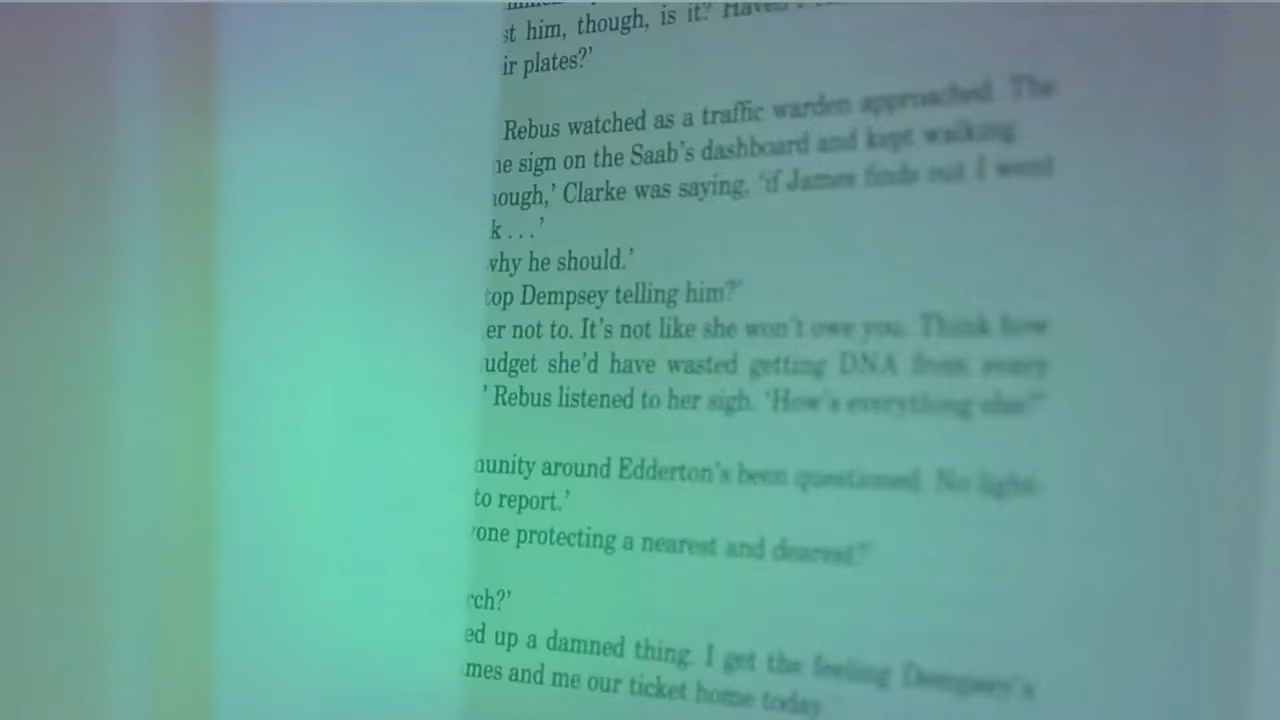 st him, though, is it?
ir plates?'
Rebus watched as a traffic warden approached. The
ne sign on the Saab's dashboard and kept walking.
nough,' Clarke was saying, 'if James finds out I went
k . . .'
why he should.'
top Dempsey telling him?'
er not to. It's not like she won't owe you. Think how
udget she'd have wasted getting DNA from every
' Rebus listened to her sigh. 'How's everything else?'
nunity around Edderton's been questioned. No light-
to report.'
yone protecting a nearest and dearest?'
rch?'
ed up a damned thing. I get the feeling Dempsey's
mes and me our ticket home today.